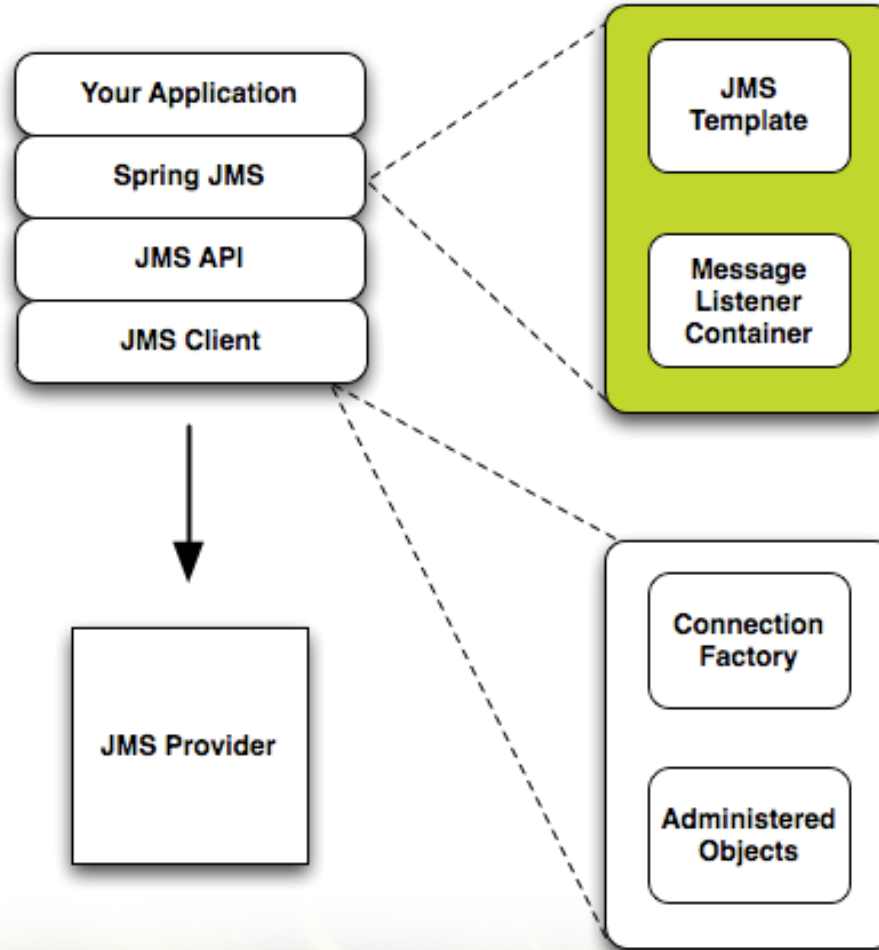 Your Application
Spring JMS
JMS API
JMS Client
JMS Provider
JMS
Template
Message
Listener
Container
Connection
Factory
Administered
Objects